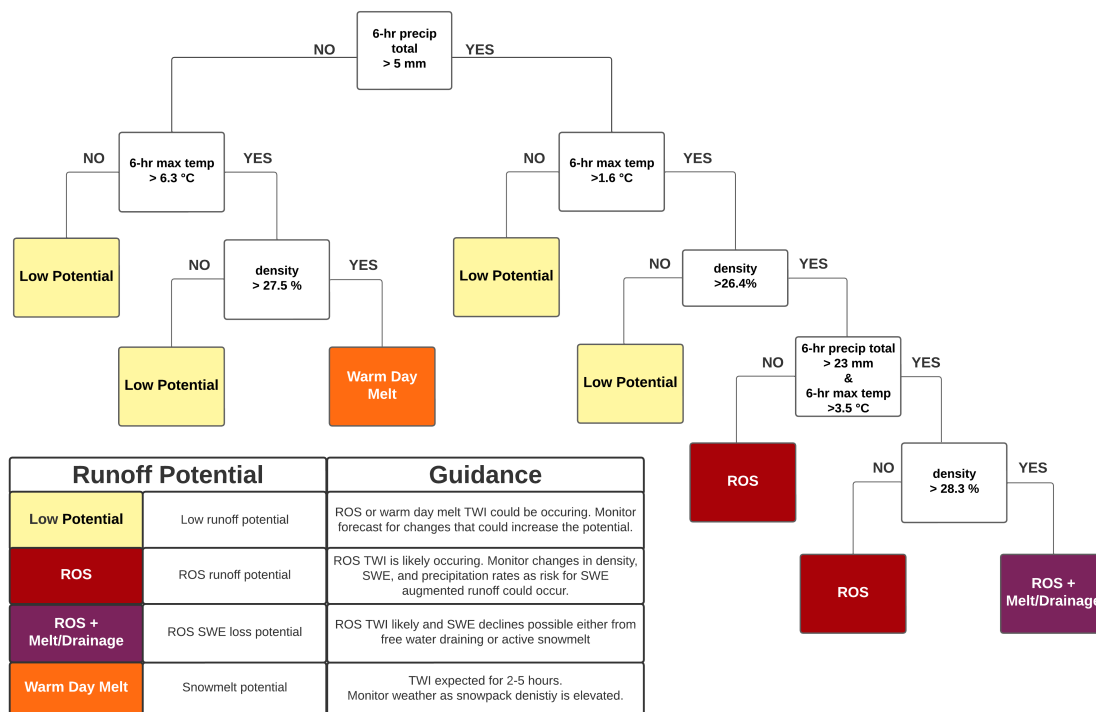 6-hr precip
total
> 5 mm
NO
YES
6-hr max temp
> 6.3 °C
NO
YES
6-hr max temp
>1.6 °C
NO
YES
Low Potential
density
> 27.5 %
NO
YES
Low Potential
density
>26.4%
NO
YES
Low Potential
Warm Day
Melt
Low Potential
6-hr precip total
> 23 mm
&
6-hr max temp
>3.5 °C
NO
YES
ROS
density
> 28.3 %
NO
YES
ROS
ROS +
Melt/Drainage
Runoff Potential
Guidance
Low Potential
Low runoff potential
ROS or warm day melt TWI could be occuring. Monitor
forecast for changes that could increase the potential.
ROS
ROS runoff potential
ROS TWI is likely occuring. Monitor changes in density,
SWE, and precipitation rates as risk for SWE
augmented runoff could occur.
ROS +
Melt/Drainage
ROS SWE loss potential
ROS TWI likely and SWE declines possible either from
free water draining or active snowmelt
Warm Day Melt
Snowmelt potential
TWI expected for 2-5 hours.
Monitor weather as snowpack denistiy is elevated.